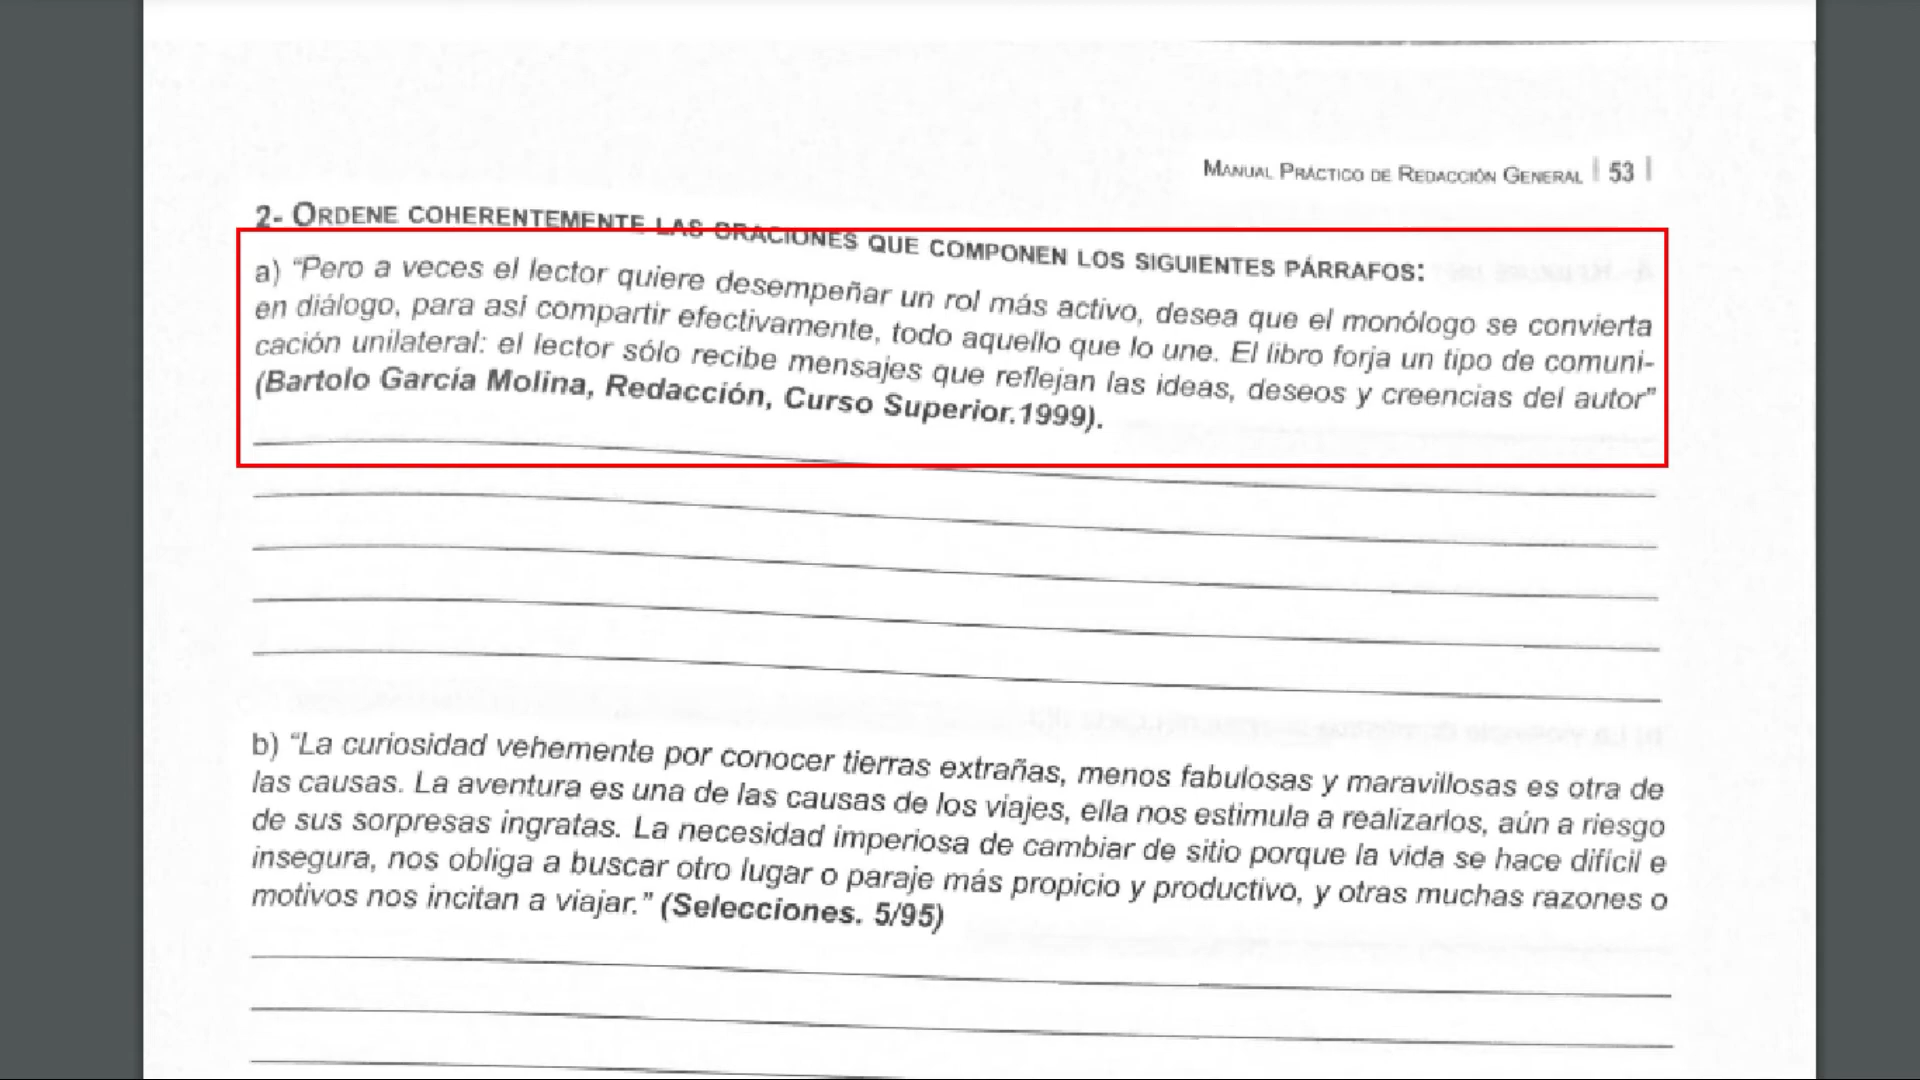 MANUAL PRÁCTICO DE REDACCIÓN GENERAL | 53 |
2- ORDENE COHERENTEMENTE LAS ORACIONES QUE COMPONEN LOS SIGUIENTES PÁRRAFOS:
a) “Pero a veces el lector quiere desempeñar un rol más activo, desea que el monólogo se convierta
en diálogo, para así compartir efectivamente, todo aquello que lo une. El libro forja un tipo de comuni-
cación unilateral: el lector sólo recibe mensajes que reflejan las ideas, deseos y creencias del autor”
(Bartolo García Molina, Redacción, Curso Superior.1999).
b) “La curiosidad vehemente por conocer tierras extrañas, menos fabulosas y maravillosas es otra de
las causas. La aventura es una de las causas de los viajes, ella nos estimula a realizarlos, aún a riesgo
de sus sorpresas ingratas. La necesidad imperiosa de cambiar de sitio porque la vida se hace difícil e
insegura, nos obliga a buscar otro lugar o paraje más propicio y productivo, y otras muchas razones o
motivos nos incitan a viajar.” (Selecciones. 5/95)